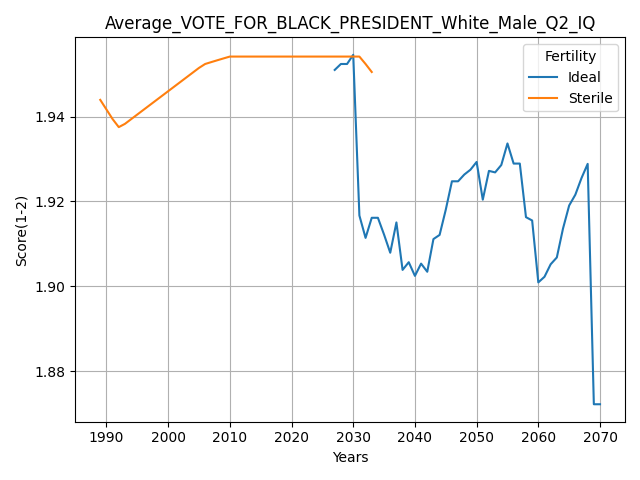 Average_VOTE_FOR_BLACK_PRESIDENT_White_Male_Q2_IQ
Fertility
Ideal
Sterile
Score(1-2)
1.94
1.92
1.90
1.88
1990 2000 2010 2020 2030 2040 2050 2060 2070
Years